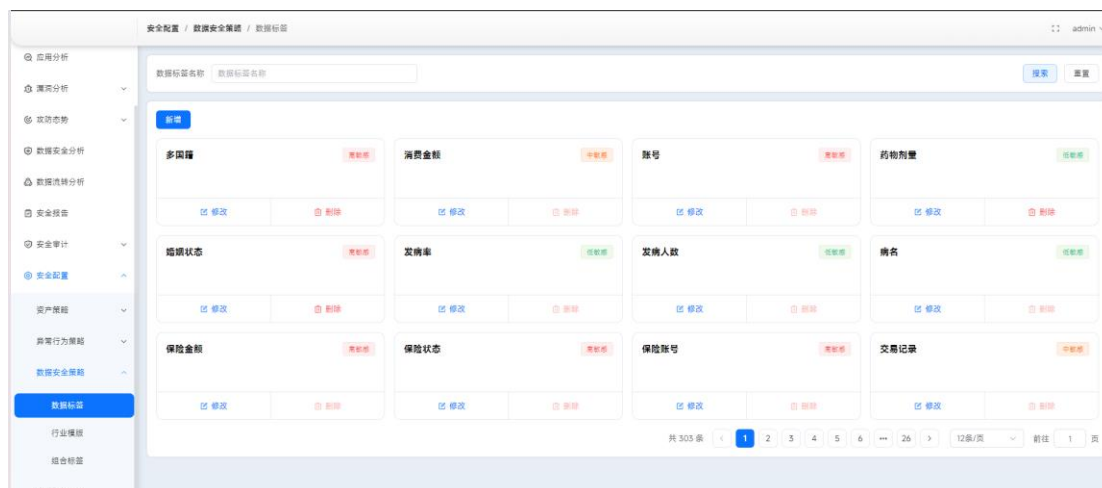 安全配置 / 数据安全策略 / 数据标签
admin
应用分析
漏洞分析
攻防态势
数据安全分析
数据流转分析
安全报告
安全审计
安全配置
资产策略
异常行为策略
数据安全策略
数据标签
行业模版
组合标签
数据标签名称 数据标签名称 搜索 重置
新增
多国籍 高敏感 消费金额 中敏感 账号 高敏感 药物剂量 低敏感
修改 删除 修改 删除 修改 删除 修改 删除
婚姻状态 高敏感 发病率 低敏感 发病人数 低敏感 病名 低敏感
修改 删除 修改 删除 修改 删除 修改 删除
保险金额 高敏感 保险状态 高敏感 保险账号 高敏感 交易记录 中敏感
修改 删除 修改 删除 修改 删除 修改 删除
共 303 条 < 1 2 3 4 5 6 ••• 26 > 12条/页 前往 1 页